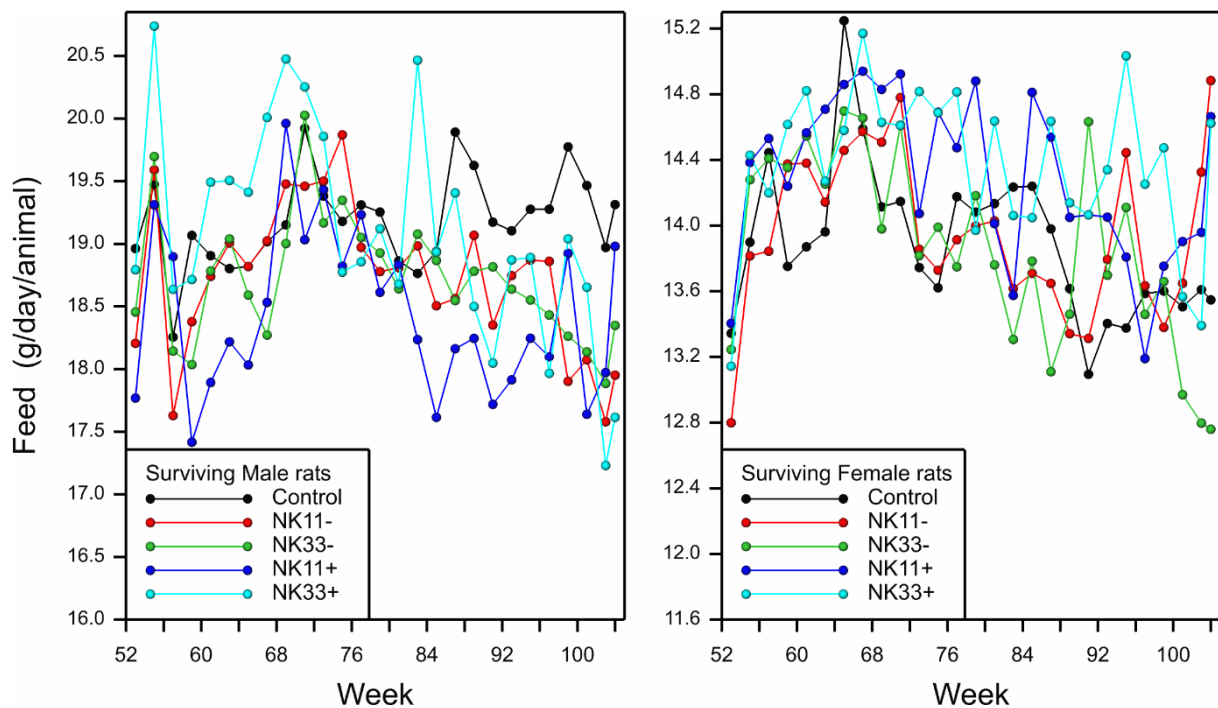 Feed (g/day/animal)
20.5
20.0
19.5
19.0
18.5
18.0
17.5
17.0
16.5
16.0
Surviving Male rats
Control
NK11-
NK33-
NK11+
NK33+
52 60 68 76 84 92 100
Week
15.2
14.8
14.4
14.0
13.6
13.2
12.8
12.4
12.0
11.6
Surviving Female rats
Control
NK11-
NK33-
NK11+
NK33+
52 60 68 76 84 92 100
Week